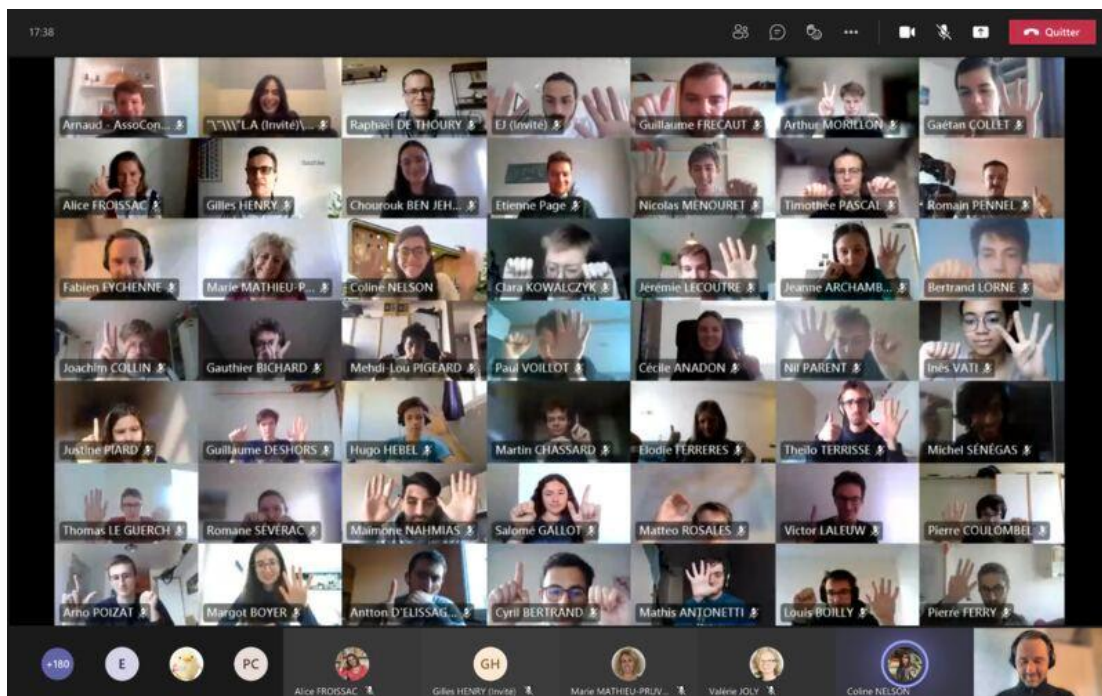 17:38
Quitter
Arnaud - AssoCon...
"\"\\\"L.A (Invité)\...
Raphaël DE THOURY
EJ (Invité)
Guillaume FRECAUT
Arthur MORILLON
Gaétan COLLET
Alice FROISSAC
Gilles HENRY
Chourouk BEN JEH...
Etienne Page
Nicolas MENOURET
Timothée PASCAL
Romain PENNEL
Fabien EYCHENNE
Marie MATHIEU-P...
Coline NELSON
Clara KOWALCZYK
Jérémie LECOUTRE
Jeanne ARCHAMB...
Bertrand LORNE
Joachim COLLIN
Gauthier BICHARD
Mehdi-Lou PIGEARD
Paul VOILLOT
Cécile ANADON
Nil PARENT
Inès VATI
Justine PIARD
Guillaume DESHORS
Hugo HEBEL
Martin CHASSARD
Elodie TERRERES
Theïlo TERRISSE
Michel SÉNÉGAS
Thomas LE GUERCH
Romane SÉVÉRAC
Maïmone NAHMIAS
Salomé GALLOT
Matteo ROSALES
Victor LALEUW
Pierre COULOMBEL
Arno POIZAT
Margot BOYER
Antton D'ELISSAG...
Cyril BERTRAND
Mathis ANTONETTI
Louis BOILLY
Pierre FERRY
+180
E
PC
Alice FROISSAC
GH
Gilles HENRY (Invité)
Marie MATHIEU-PRUV...
Valérie JOLY
Coline NELSON